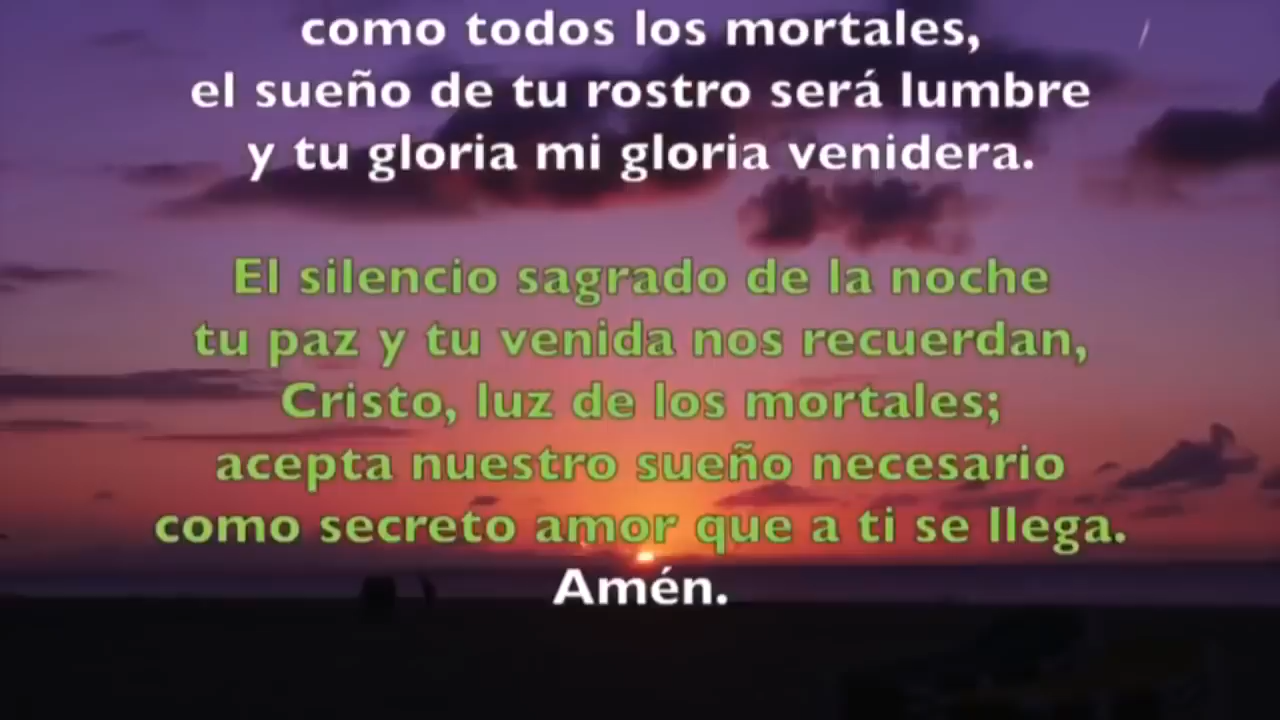 como todos los mortales,
el sueño de tu rostro será lumbre
y tu gloria mi gloria venidera.
El silencio sagrado de la noche
tu paz y tu venida nos recuerdan,
Cristo, luz de los mortales;
acepta nuestro sueño necesario
como secreto amor que a ti se llega.
Amén.